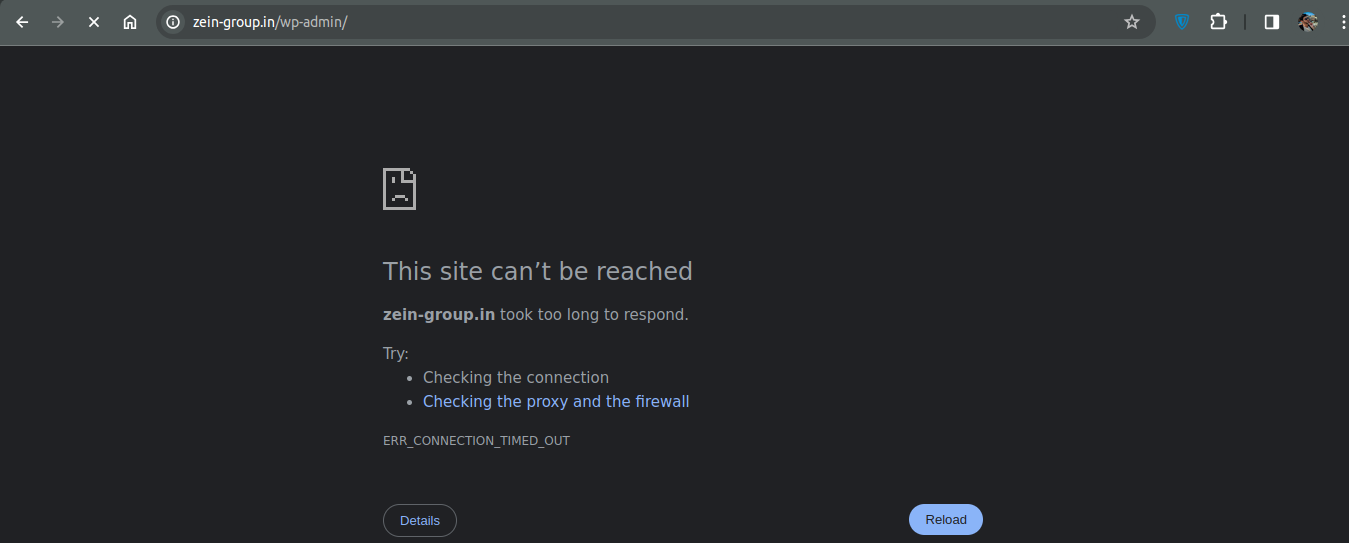 zein-group.in/wp-admin/
This site can’t be reached
zein-group.in took too long to respond.
Try:
Checking the connection
Checking the proxy and the firewall
ERR_CONNECTION_TIMED_OUT
Details
Reload